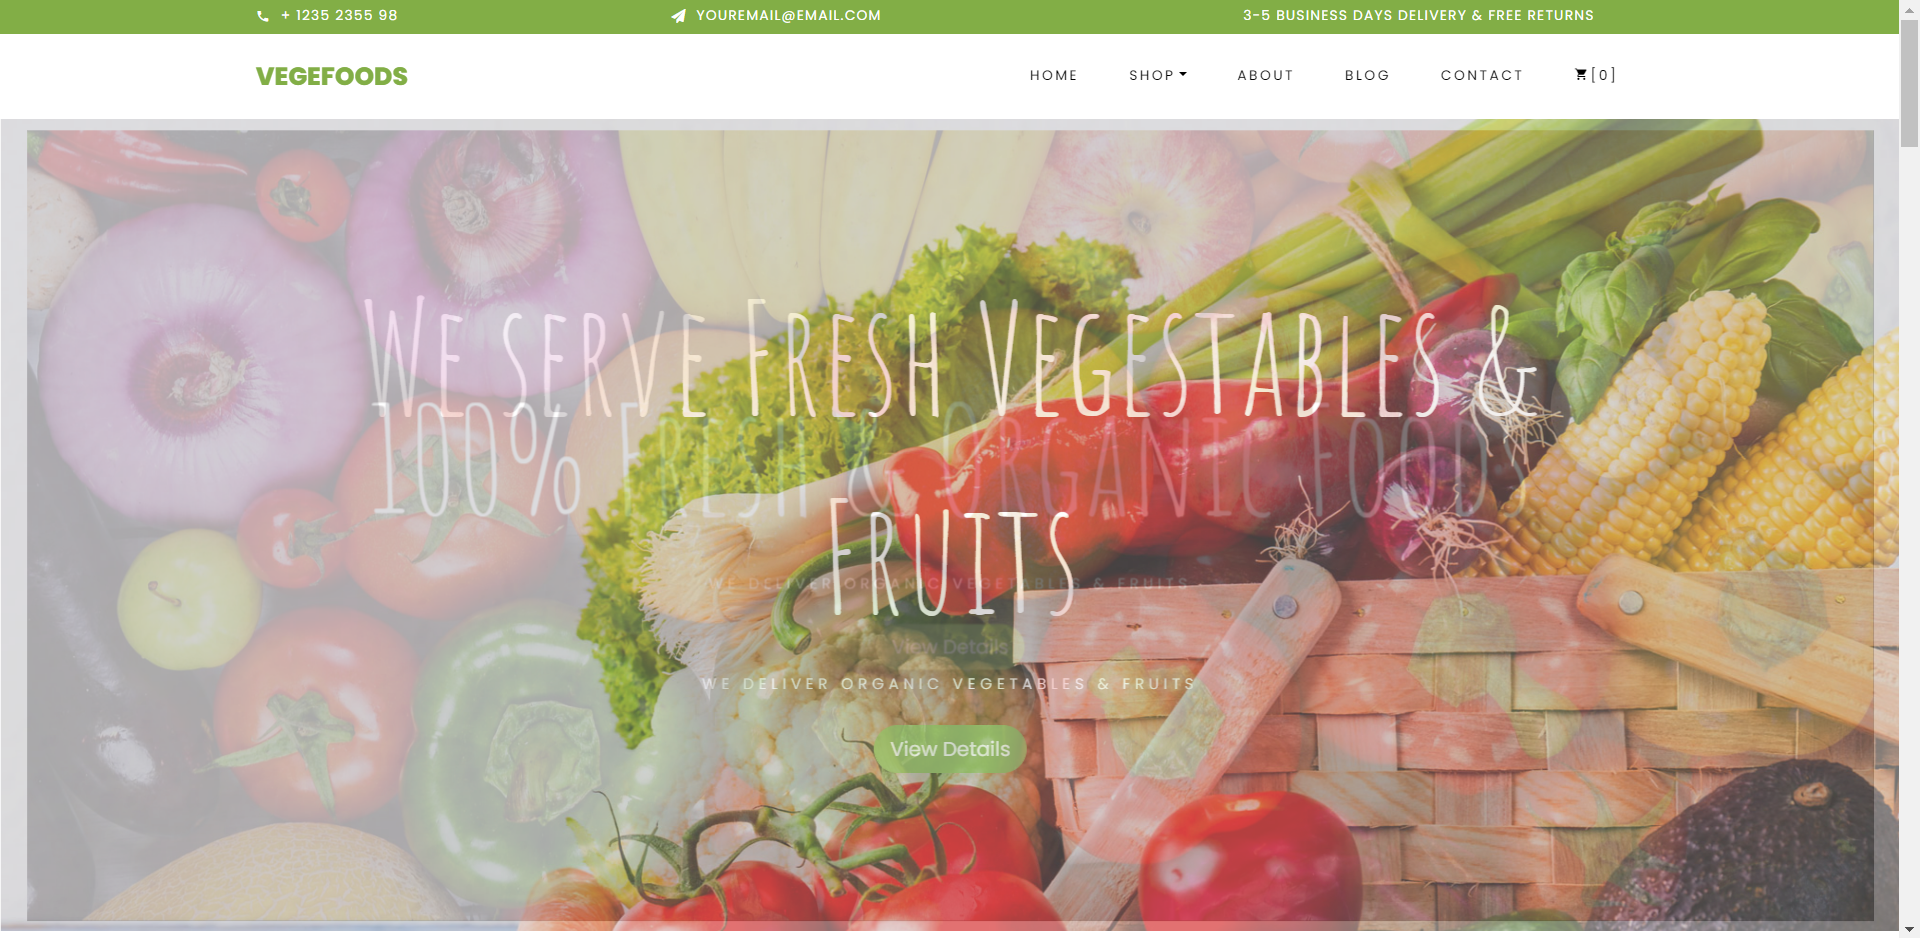 + 1235 2355 98
YOUREMAIL@EMAIL.COM
3-5 BUSINESS DAYS DELIVERY & FREE RETURNS
VEGEFOODS
HOME
SHOP
ABOUT
BLOG
CONTACT
[0]
WE SERVE FRESH VEGESTABLES &
100% FRESH & ORGANIC FOODS
FRUITS
WE DELIVER ORGANIC VEGETABLES & FRUITS
View Details
WE DELIVER ORGANIC VEGETABLES & FRUITS
View Details